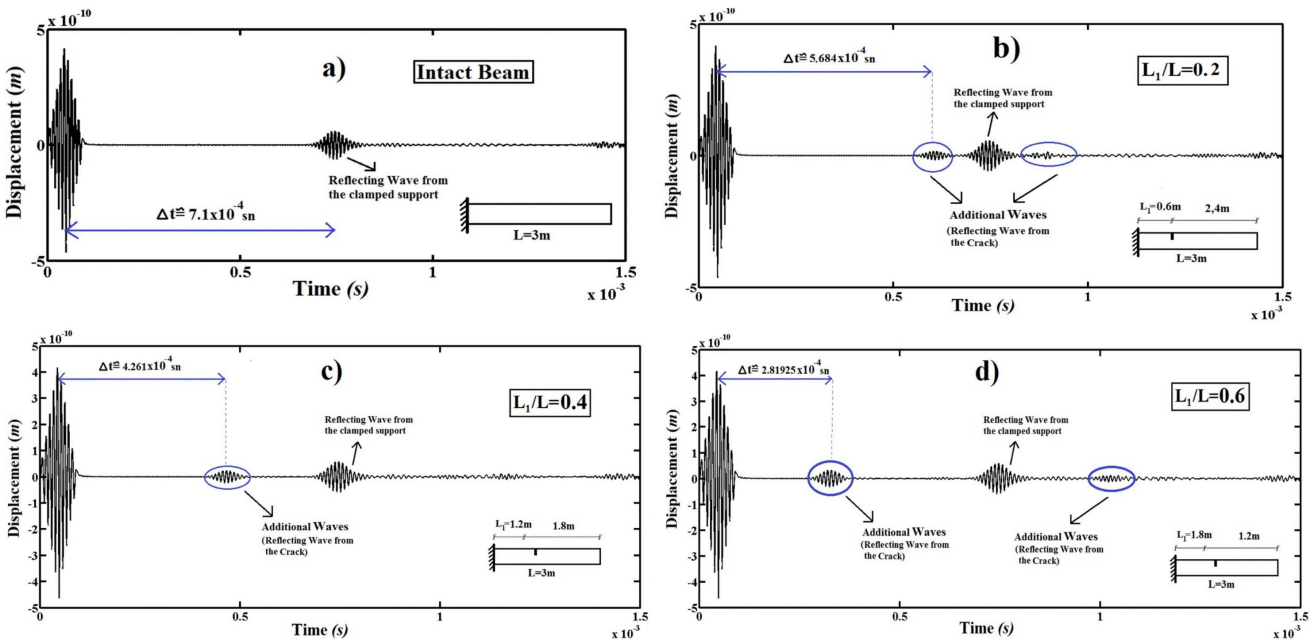 x 10⁻¹⁰
5
0
-5
Displacement (m)
a)
Intact Beam
Δt≅ 7.1x10⁻⁴ sn
Reflecting Wave from
the clamped support
L=3m
0
0.5
1
1.5
Time (s)
x 10⁻³
x 10⁻¹⁰
5
0
-5
Displacement (m)
b)
Δt≅ 5.684x10⁻⁴ sn
L₁/L=0.2
Reflecting Wave from
the clamped support
Additional Waves
(Reflecting Wave from
the Crack)
L₁=0.6m
2,4m
L=3m
0
0.5
1
1.5
Time (s)
x 10⁻³
x 10⁻¹⁰
5
4
3
2
1
0
-1
-2
-3
-4
-5
Displacement (m)
c)
Δt≅ 4.261x10⁻⁴ sn
L₁/L=0.4
Reflecting Wave from
the clamped support
Additional Waves
(Reflecting Wave from
the Crack)
L₁=1.2m
1.8m
L=3m
0
0.5
1
1.5
Time (s)
x 10⁻³
x 10⁻¹⁰
5
4
3
2
1
0
-1
-2
-3
-4
-5
Displacement (m)
d)
Δt≅ 2.81925x10⁻⁴ sn
L₁/L=0.6
Reflecting Wave from
the clamped support
Additional Waves
(Reflecting Wave from
the Crack)
Additional Waves
(Reflecting Wave from
the Crack)
L₁=1.8m
1.2m
L=3m
0
0.5
1
1.5
Time (s)
x 10⁻³